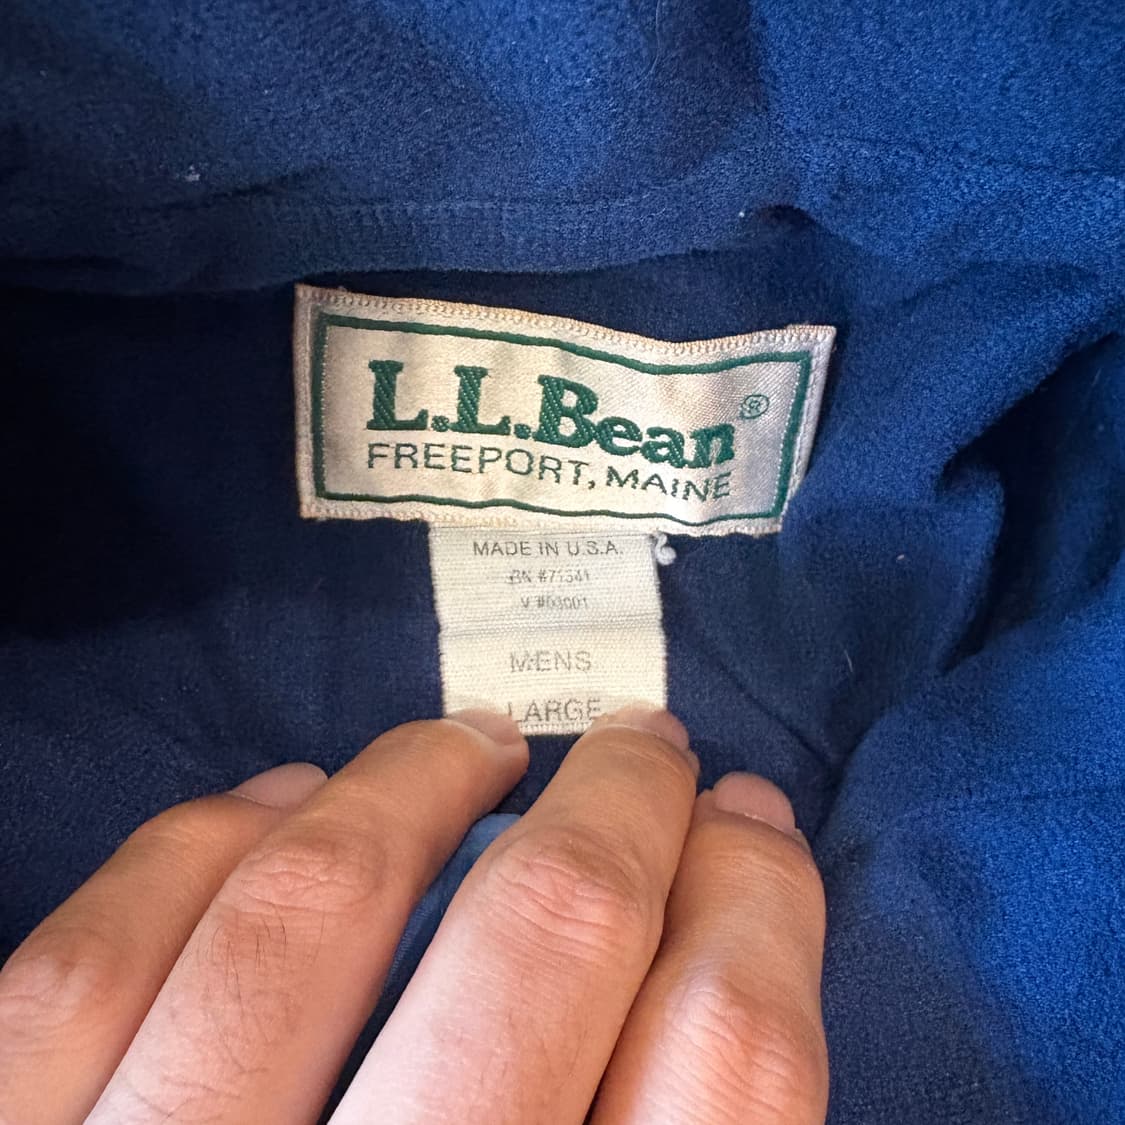 L.L.Bean®
FREEPORT, MAINE
MADE IN U.S.A.
MENS
LARGE